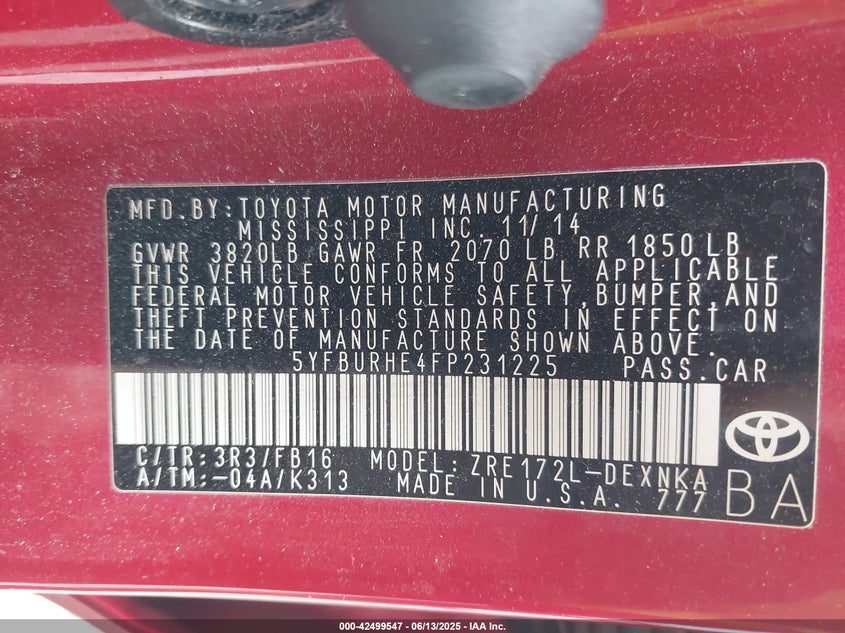 MFD. BY: TOYOTA MOTOR MANUFACTURING
MISSISSIPPI INC. 11/14
GVWR 3820LB GAWR FR 2070 LB RR 1850 LB
THIS VEHICLE CONFORMS TO ALL APPLICABLE
FEDERAL MOTOR VEHICLE SAFETY, BUMPER, AND
THEFT PREVENTION STANDARDS IN EFFECT ON
THE DATE OF MANUFACTURE SHOWN ABOVE.
5YFBURHE4FP231225 PASS. CAR
C/TR: 3R3/FB16 MODEL: ZRE172L-DEXNKA
A/TM: -04A/K313 MADE IN U.S.A. 777
BA
000-42499547 - 06/13/2025 - IAA Inc.